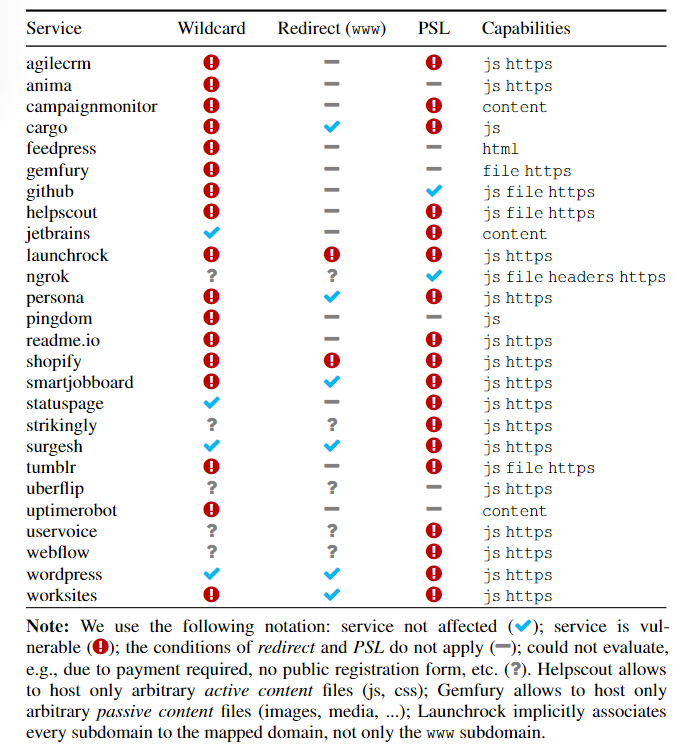 Service Wildcard Redirect (www) PSL Capabilities
agilecrm ! — ! js https
anima ! — — js https
campaignmonitor ! — ! content
cargo ! ✔ ! js
feedpress ! — — html
gemfury ! — — file https
github ! — ✔ js file https
helpscout ! — ! js file https
jetbrains ✔ — ! content
launchrock ! ! ! js https
ngrok ? ? ✔ js file headers https
persona ! ✔ ! js https
pingdom ! — — js
readme.io ! — ! js https
shopify ! ! ! js https
smartjobboard ! ✔ ! js https
statuspage ✔ — ! js https
strikingly ? ? ! js https
surgesh ✔ ✔ ! js https
tumblr ! — ! js file https
uberflip ? ? — js https
uptimerobot ! — — content
uservoice ? ? ! js https
webflow ? ? ! js https
wordpress ✔ ✔ ! js https
worksites ! ✔ ! js https
Note: We use the following notation: service not affected (✔); service is vul-
nerable (!); the conditions of redirect and PSL do not apply (—); could not evaluate,
e.g., due to payment required, no public registration form, etc. (?). Helpscout allows
to host only arbitrary active content files (js, css); Gemfury allows to host only
arbitrary passive content files (images, media, ...); Launchrock implicitly associates
every subdomain to the mapped domain, not only the www subdomain.